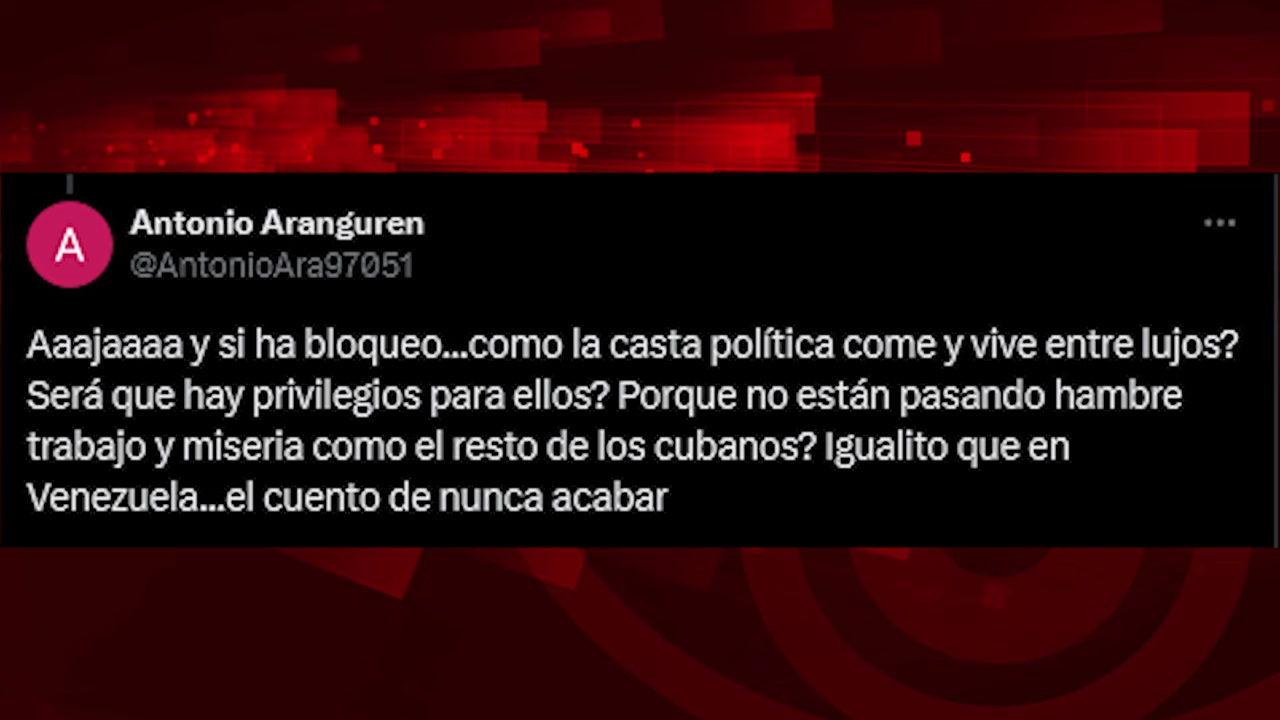 A
Antonio Aranguren
@AntonioAra97051
Aaajaaaa y si ha bloqueo...como la casta política come y vive entre lujos?
Será que hay privilegios para ellos? Porque no están pasando hambre
trabajo y miseria como el resto de los cubanos? Igualito que en
Venezuela...el cuento de nunca acabar